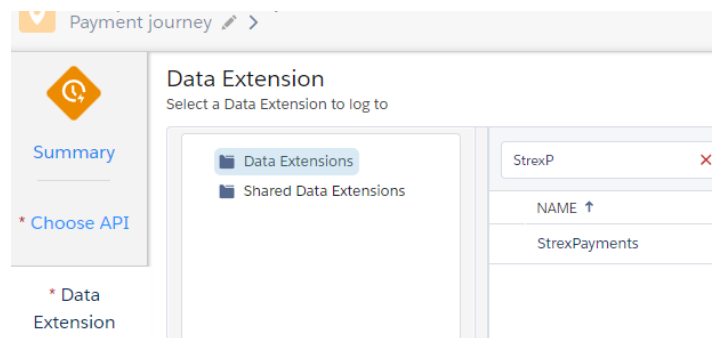 Payment journey
Data Extension
Select a Data Extension to log to
Summary
* Choose API
* Data
Extension
Data Extensions
Shared Data Extensions
StrexP
NAME
StrexPayments